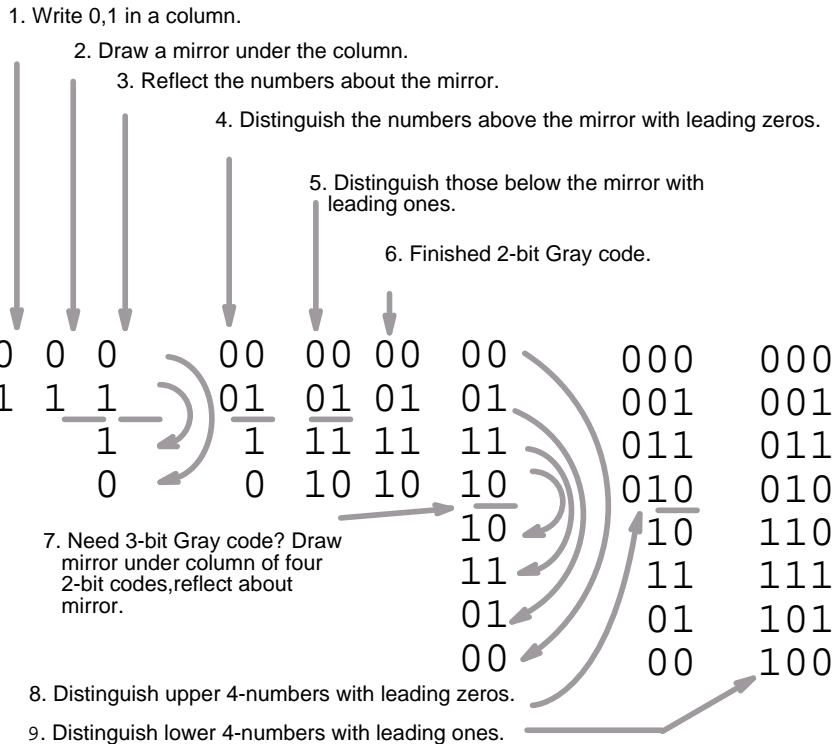 1. Write 0,1 in a column.
2. Draw a mirror under the column.
3. Reflect the numbers about the mirror.
4. Distinguish the numbers above the mirror with leading zeros.
5. Distinguish those below the mirror with
leading ones.
6. Finished 2-bit Gray code.
0 0 0 00 00 00 00 000 000
1 1 1 01 01 01 01 001 001
1 1 11 11 11 011 011
0 0 10 10 10 010 010
10 10 110
11 11 111
01 01 101
00 00 100
7. Need 3-bit Gray code? Draw
mirror under column of four
2-bit codes,reflect about
mirror.
8. Distinguish upper 4-numbers with leading zeros.
9. Distinguish lower 4-numbers with leading ones.